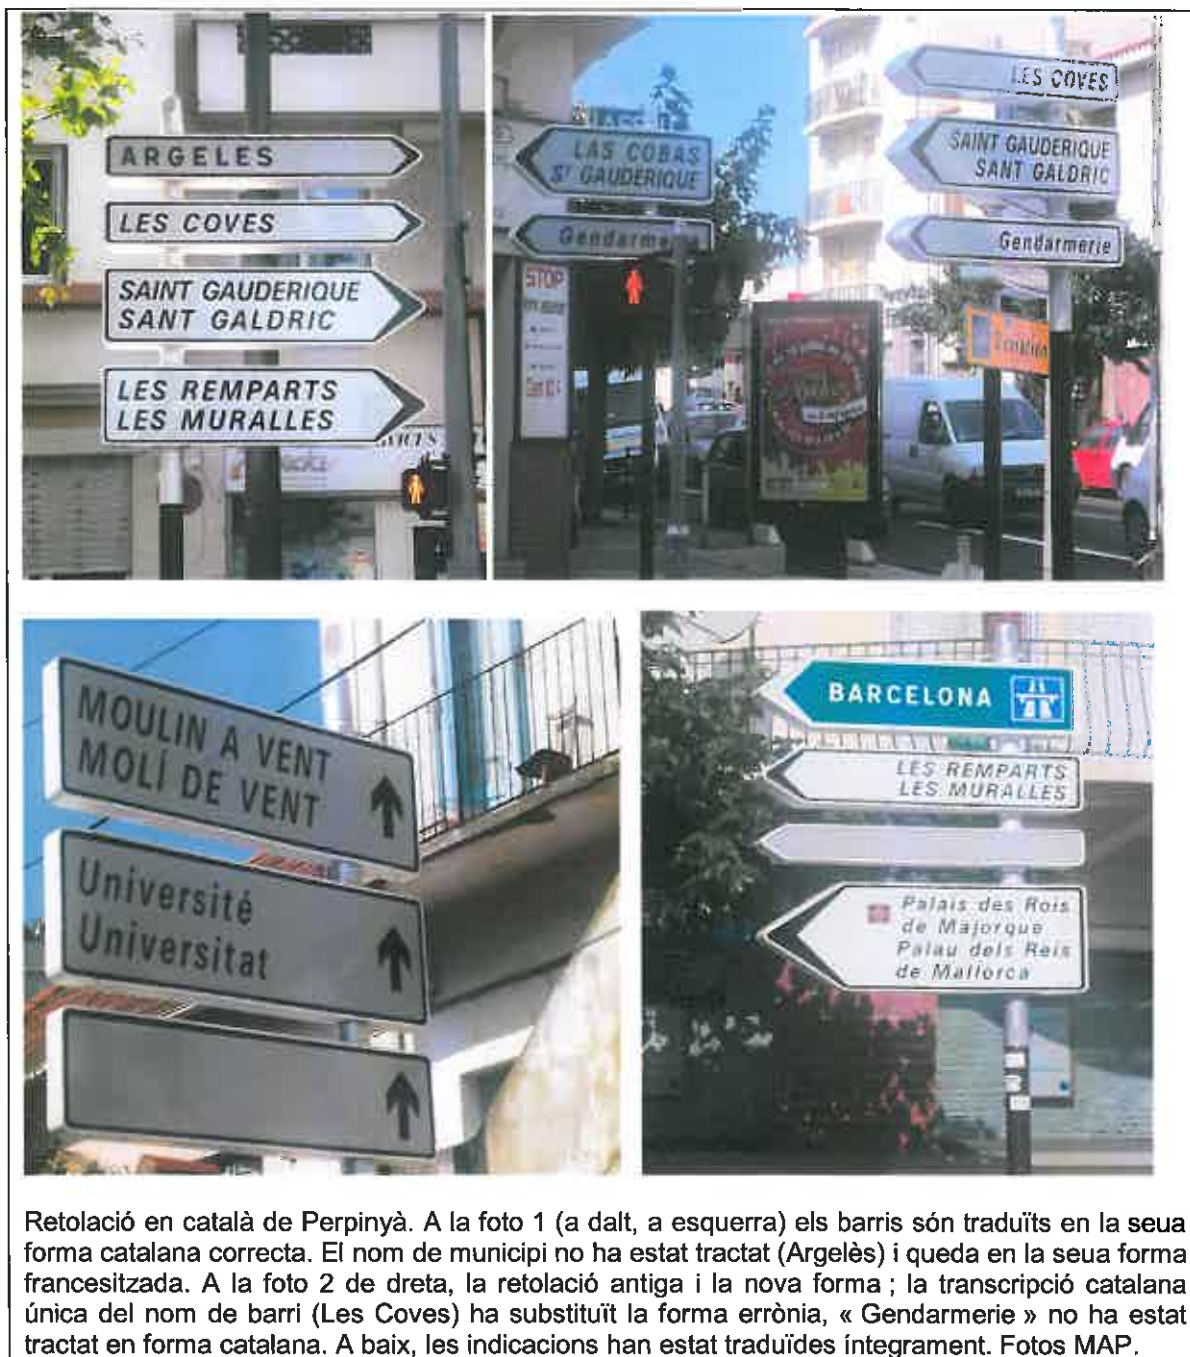 ARGELES
LES COVES
SAINT GAUDERIQUE
SANT GALDRIC
LES REMPARTS
LES MURALLES
LAS COBAS
ST GAUDERIQUE
Gendarmerie
STOP
LES COVES
SAINT GAUDERIQUE
SANT GALDRIC
Gendarmerie
MOULIN A VENT
MOLÍ DE VENT
Université
Universitat
BARCELONA
LES REMPARTS
LES MURALLES
Palais des Rois
de Majorque
Palau dels Reis
de Mallorca
Retolació en català de Perpinyà. A la foto 1 (a dalt, a esquerra) els barris són traduïts en la seua
forma catalana correcta. El nom de municipi no ha estat tractat (Argelès) i queda en la seua forma
francesitzada. A la foto 2 de dreta, la retolació antiga i la nova forma ; la transcripció catalana
única del nom de barri (Les Coves) ha substituït la forma errònia, « Gendarmerie » no ha estat
tractat en forma catalana. A baix, les indicacions han estat traduïdes íntegrament. Fotos MAP.